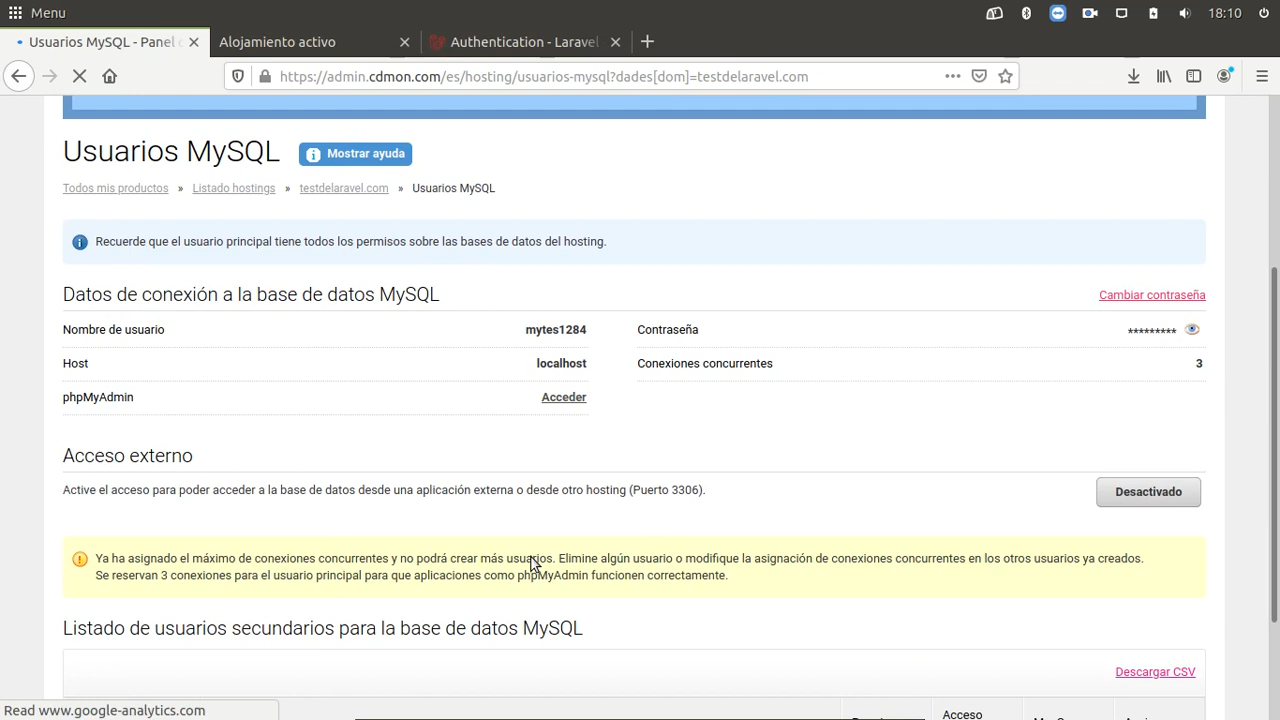 Menu
18:10
Usuarios MySQL - Panel
Alojamiento activo
Authentication - Laravel
https://admin.cdmon.com/es/hosting/usuarios-mysql?dades[dom]=testdelaravel.com
Usuarios MySQL
Mostrar ayuda
Todos mis productos » Listado hostings » testdelaravel.com » Usuarios MySQL
Recuerde que el usuario principal tiene todos los permisos sobre las bases de datos del hosting.
Datos de conexión a la base de datos MySQL
Cambiar contraseña
Nombre de usuario mytes1284
Contraseña *********
Host localhost
Conexiones concurrentes 3
phpMyAdmin Acceder
Acceso externo
Active el acceso para poder acceder a la base de datos desde una aplicación externa o desde otro hosting (Puerto 3306).
Desactivado
Ya ha asignado el máximo de conexiones concurrentes y no podrá crear más usuarios. Elimine algún usuario o modifique la asignación de conexiones concurrentes en los otros usuarios ya creados.
Se reservan 3 conexiones para el usuario principal para que aplicaciones como phpMyAdmin funcionen correctamente.
Listado de usuarios secundarios para la base de datos MySQL
Descargar CSV
Acceso
Read www.google-analytics.com